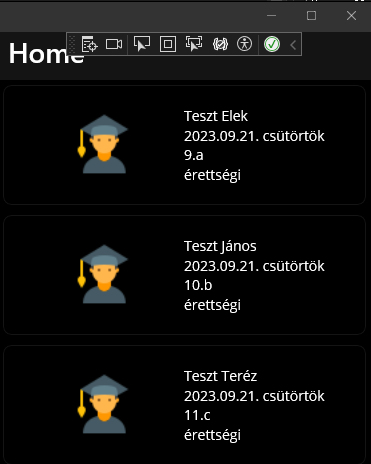 Home
Teszt Elek
2023.09.21. csütörtök
9.a
érettségi
Teszt János
2023.09.21. csütörtök
10.b
érettségi
Teszt Teréz
2023.09.21. csütörtök
11.c
érettségi